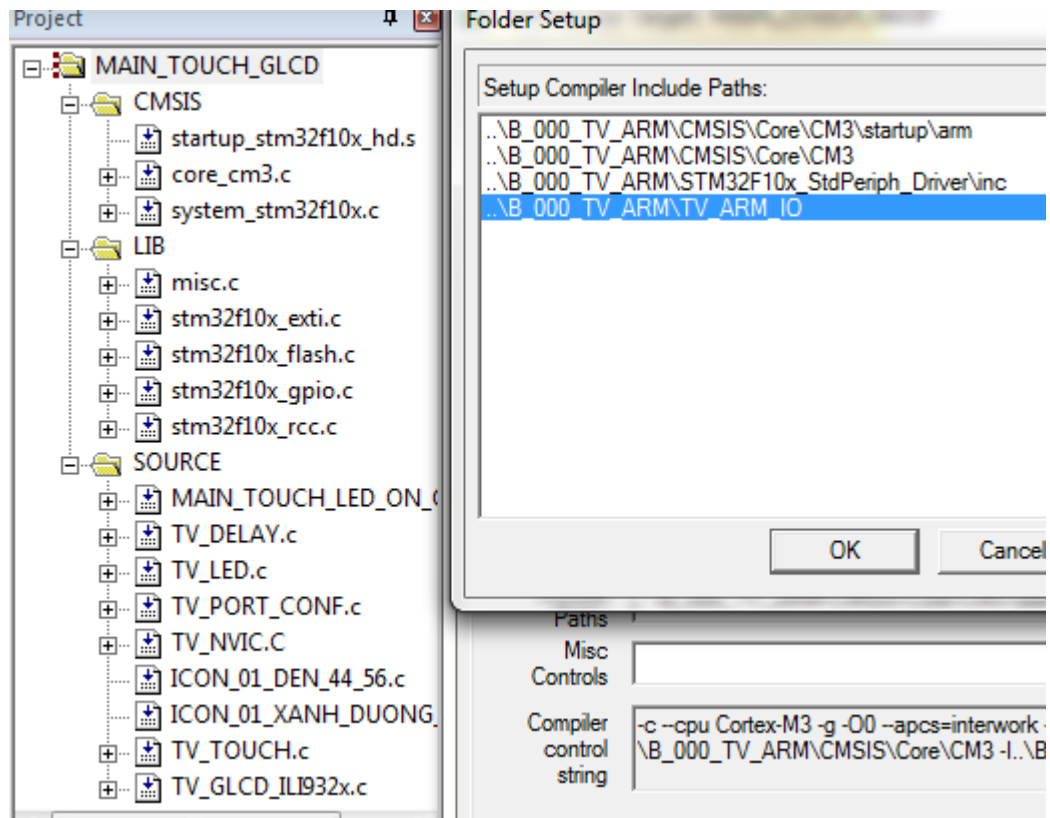 Project
MAIN_TOUCH_GLCD
CMSIS
startup_stm32f10x_hd.s
core_cm3.c
system_stm32f10x.c
LIB
misc.c
stm32f10x_exti.c
stm32f10x_flash.c
stm32f10x_gpio.c
stm32f10x_rcc.c
SOURCE
MAIN_TOUCH_LED_ON_
TV_DELAY.c
TV_LED.c
TV_PORT_CONF.c
TV_NVIC.C
ICON_01_DEN_44_56.c
ICON_01_XANH_DUONG_
TV_TOUCH.c
TV_GLCD_ILI932x.c
Folder Setup
Setup Compiler Include Paths:
..\B_000_TV_ARM\CMSIS\Core\CM3\startup\arm
..\B_000_TV_ARM\CMSIS\Core\CM3
..\B_000_TV_ARM\STM32F10x_StdPeriph_Driver\inc
..\B_000_TV_ARM\TV_ARM_IO
OK
Cancel
Paths
Misc
Controls
Compiler
control
string
-c --cpu Cortex-M3 -g -O0 --apcs=interwork -
\B_000_TV_ARM\CMSIS\Core\CM3 -I..\B